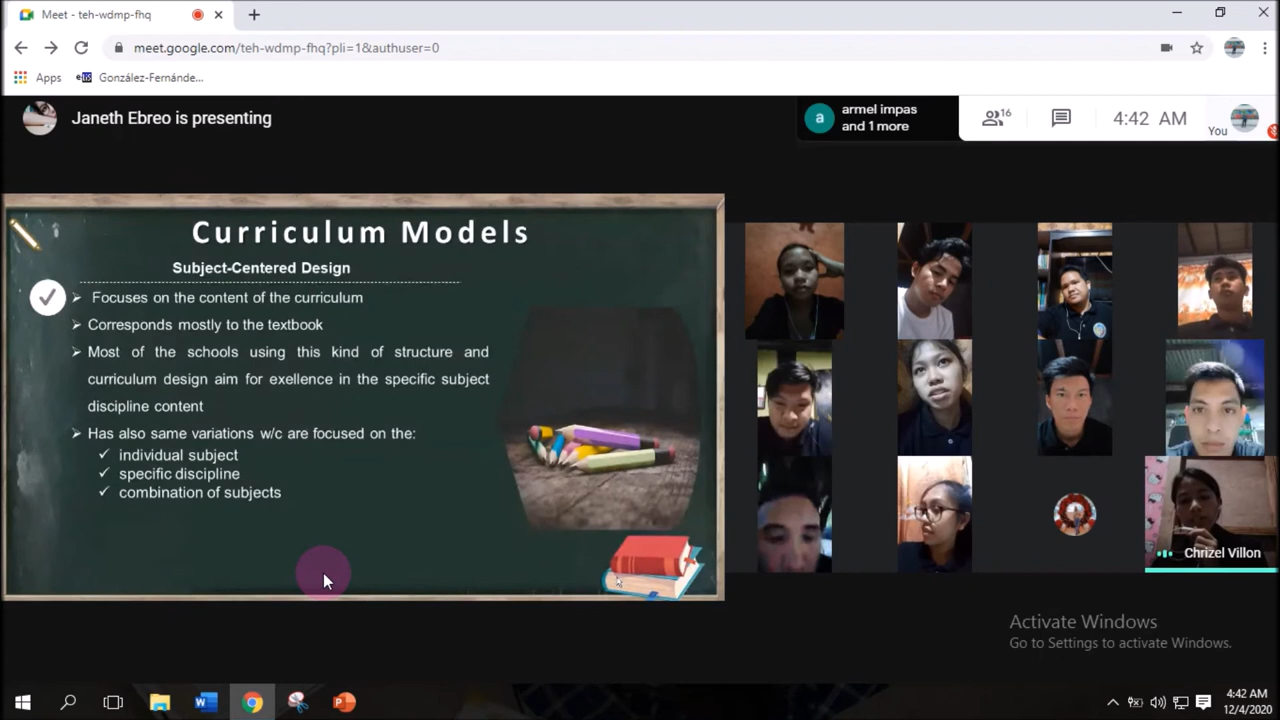 Meet - teh-wdmp-fhq
meet.google.com/teh-wdmp-fhq?pli=1&authuser=0
Apps
González-Fernánde...
Janeth Ebreo is presenting
a
armel impas
and 1 more
16
4:42 AM
You
Curriculum Models
Subject-Centered Design
Focuses on the content of the curriculum
Corresponds mostly to the textbook
Most of the schools using this kind of structure and
curriculum design aim for exellence in the specific subject
discipline content
Has also same variations w/c are focused on the:
individual subject
specific discipline
combination of subjects
Chrizel Villon
Activate Windows
Go to Settings to activate Windows.
4:42 AM
12/4/2020